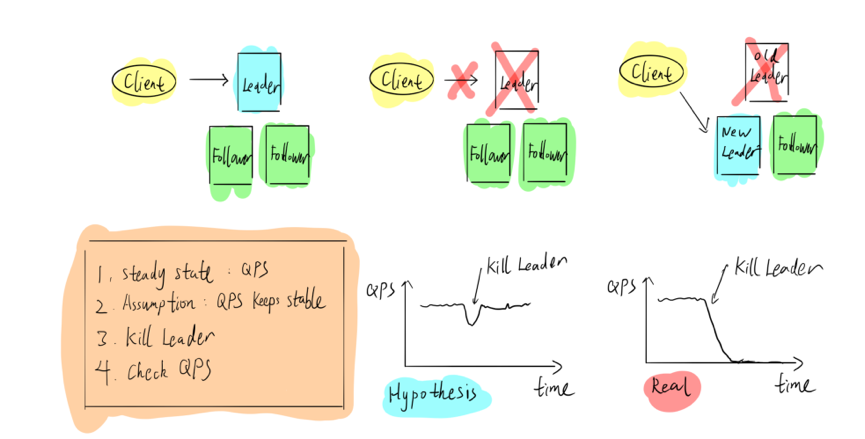 Client
Leader
Follower
Follower
Client
Leader
Follower
Follower
Client
Old
Leader
New
Leader
Follower
1. Steady state : QPS
2. Assumption : QPS keeps stable
3. Kill Leader
4. Check QPS
QPS
Kill Leader
Hypothesis
time
QPS
Kill Leader
Real
time